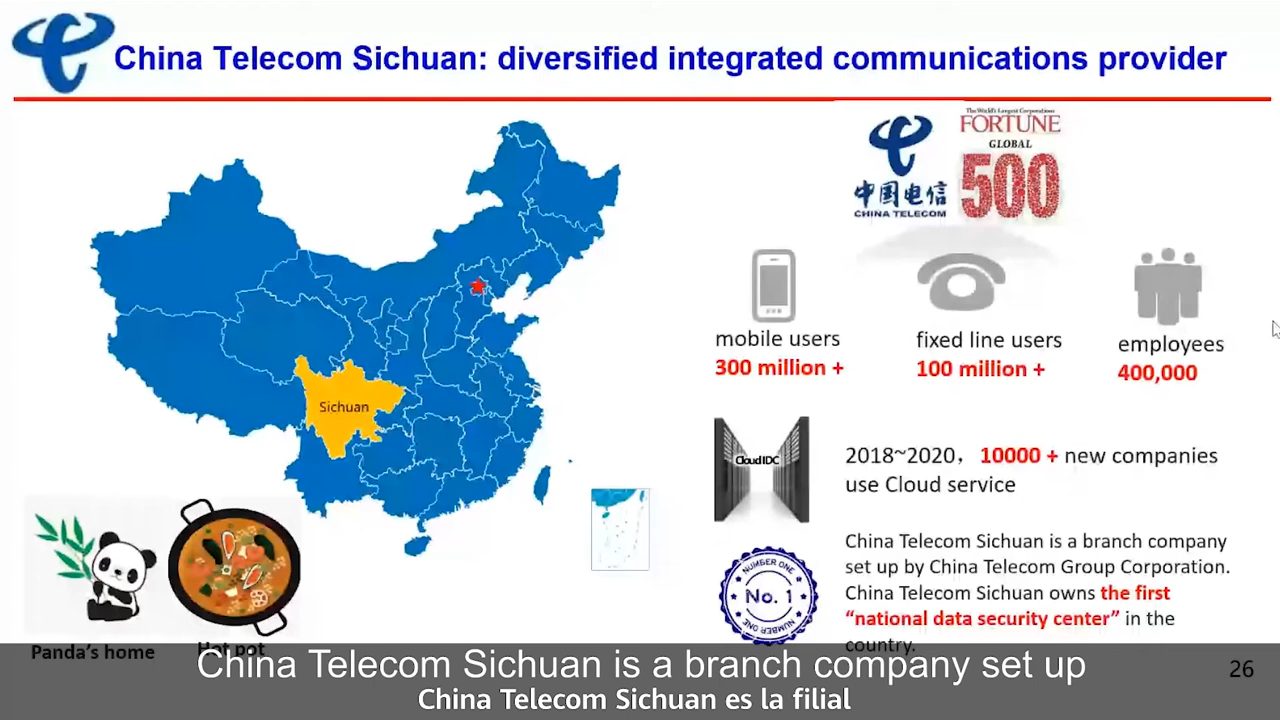 China Telecom Sichuan: diversified integrated communications provider
The World's Largest Corporations
FORTUNE
GLOBAL
500
中国电信
CHINA TELECOM
mobile users
300 million +
fixed line users
100 million +
employees
400,000
Sichuan
CloudIDC
2018~2020，10000 + new companies
use Cloud service
NUMBER ONE
No. 1
NUMBER ONE
China Telecom Sichuan is a branch company
set up by China Telecom Group Corporation.
China Telecom Sichuan owns the first
“national data security center” in the
country.
Panda’s home
Hot pot
China Telecom Sichuan is a branch company set up
China Telecom Sichuan es la filial
26